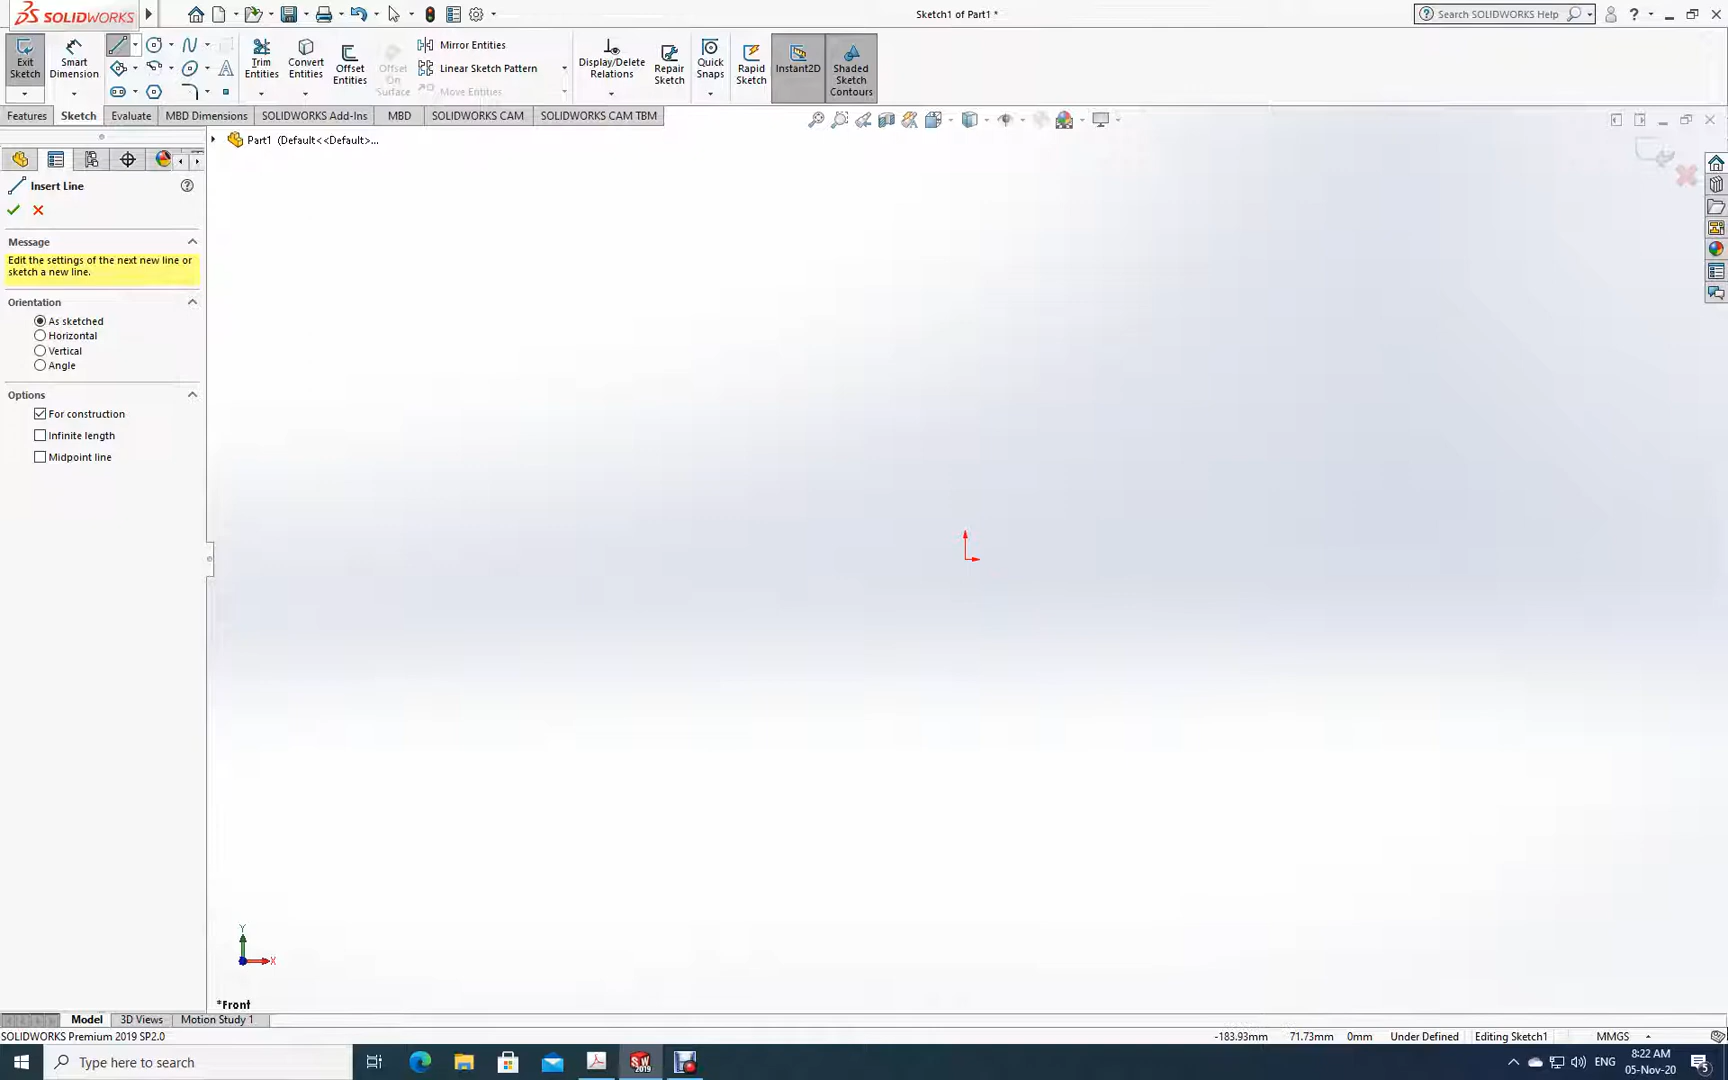 SOLIDWORKS
Sketch1 of Part1 *
Search SOLIDWORKS Help
Exit Sketch
Smart Dimension
Trim Entities
Convert Entities
Offset Entities
Offset On Surface
Mirror Entities
Linear Sketch Pattern
Move Entities
Display/Delete Relations
Repair Sketch
Quick Snaps
Rapid Sketch
Instant2D
Shaded Sketch Contours
Features
Sketch
Evaluate
MBD Dimensions
SOLIDWORKS Add-Ins
MBD
SOLIDWORKS CAM
SOLIDWORKS CAM TBM
Part1 (Default<<Default>...
Insert Line
Message
Edit the settings of the next new line or
sketch a new line.
Orientation
As sketched
Horizontal
Vertical
Angle
Options
For construction
Infinite length
Midpoint line
Y
X
*Front
Model
3D Views
Motion Study 1
SOLIDWORKS Premium 2019 SP2.0
-183.93mm
71.73mm
0mm
Under Defined
Editing Sketch1
MMGS
Type here to search
ENG
8:22 AM
05-Nov-20
5